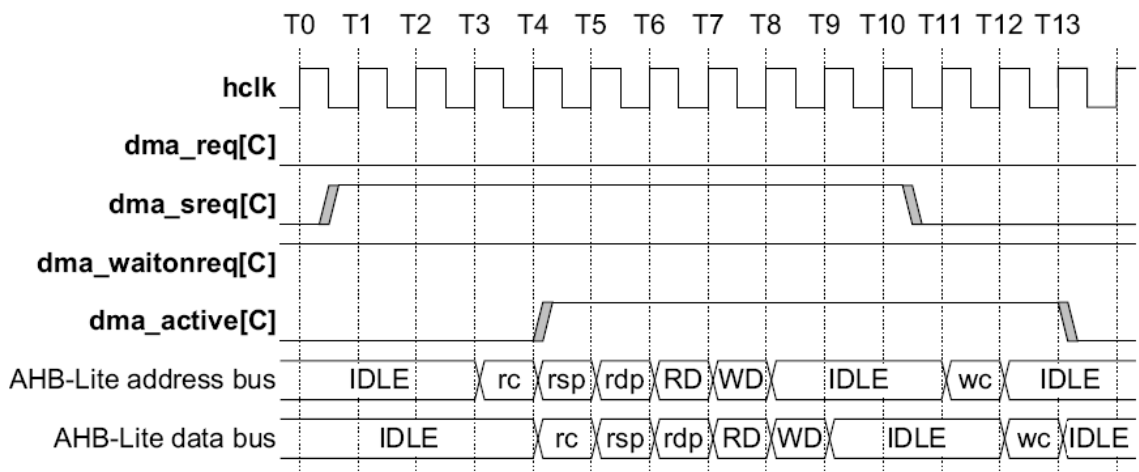 T0 T1 T2 T3 T4 T5 T6 T7 T8 T9 T10 T11 T12 T13
hclk
dma_req[C]
dma_sreq[C]
dma_waitonreq[C]
dma_active[C]
AHB-Lite address bus IDLE rc rsp rdp RD WD IDLE wc IDLE
AHB-Lite data bus IDLE rc rsp rdp RD WD IDLE wc IDLE